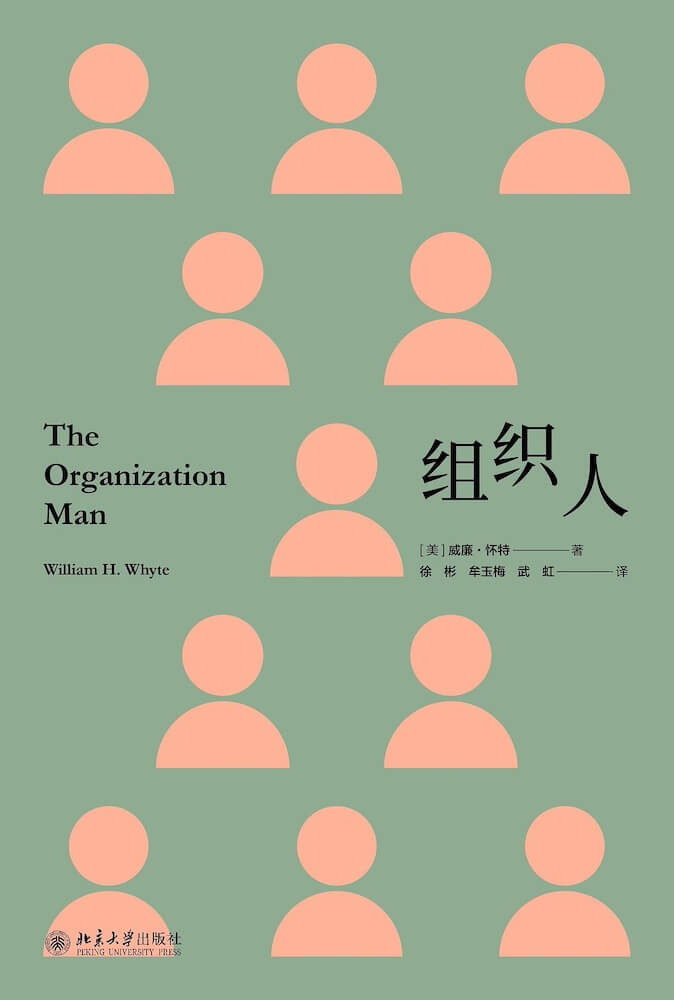 The
Organization
Man
William H. Whyte
组织人
[美]威廉·怀特————著
徐 彬 牟玉梅 武 虹————译
北京大学出版社
PEKING UNIVERSITY PRESS